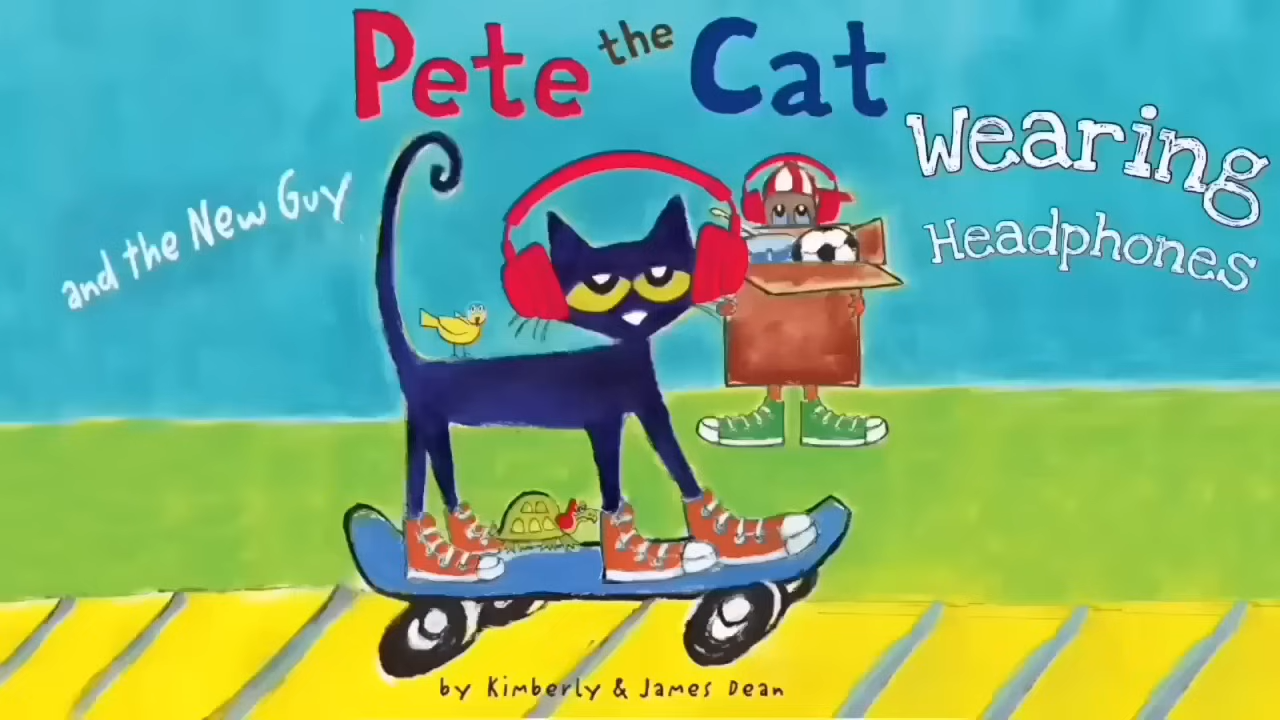 Pete the Cat
and the New Guy
Wearing
Headphones
by Kimberly & James Dean